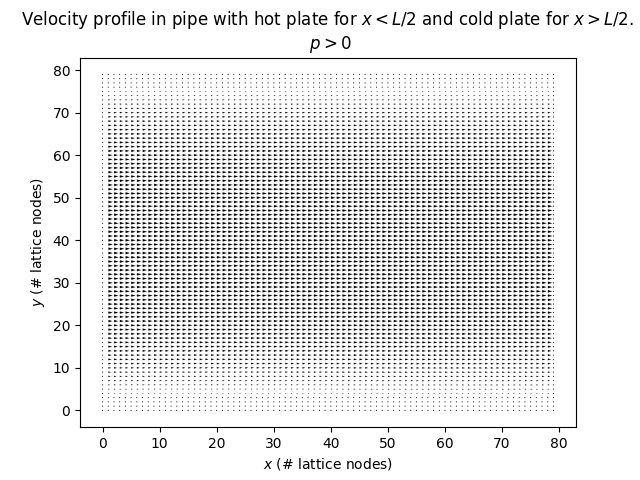 Velocity profile in pipe with hot plate for x < L/2 and cold plate for x > L/2.
p > 0
80
70
60
50
40
30
20
10
0
y (# lattice nodes)
0 10 20 30 40 50 60 70 80
x (# lattice nodes)